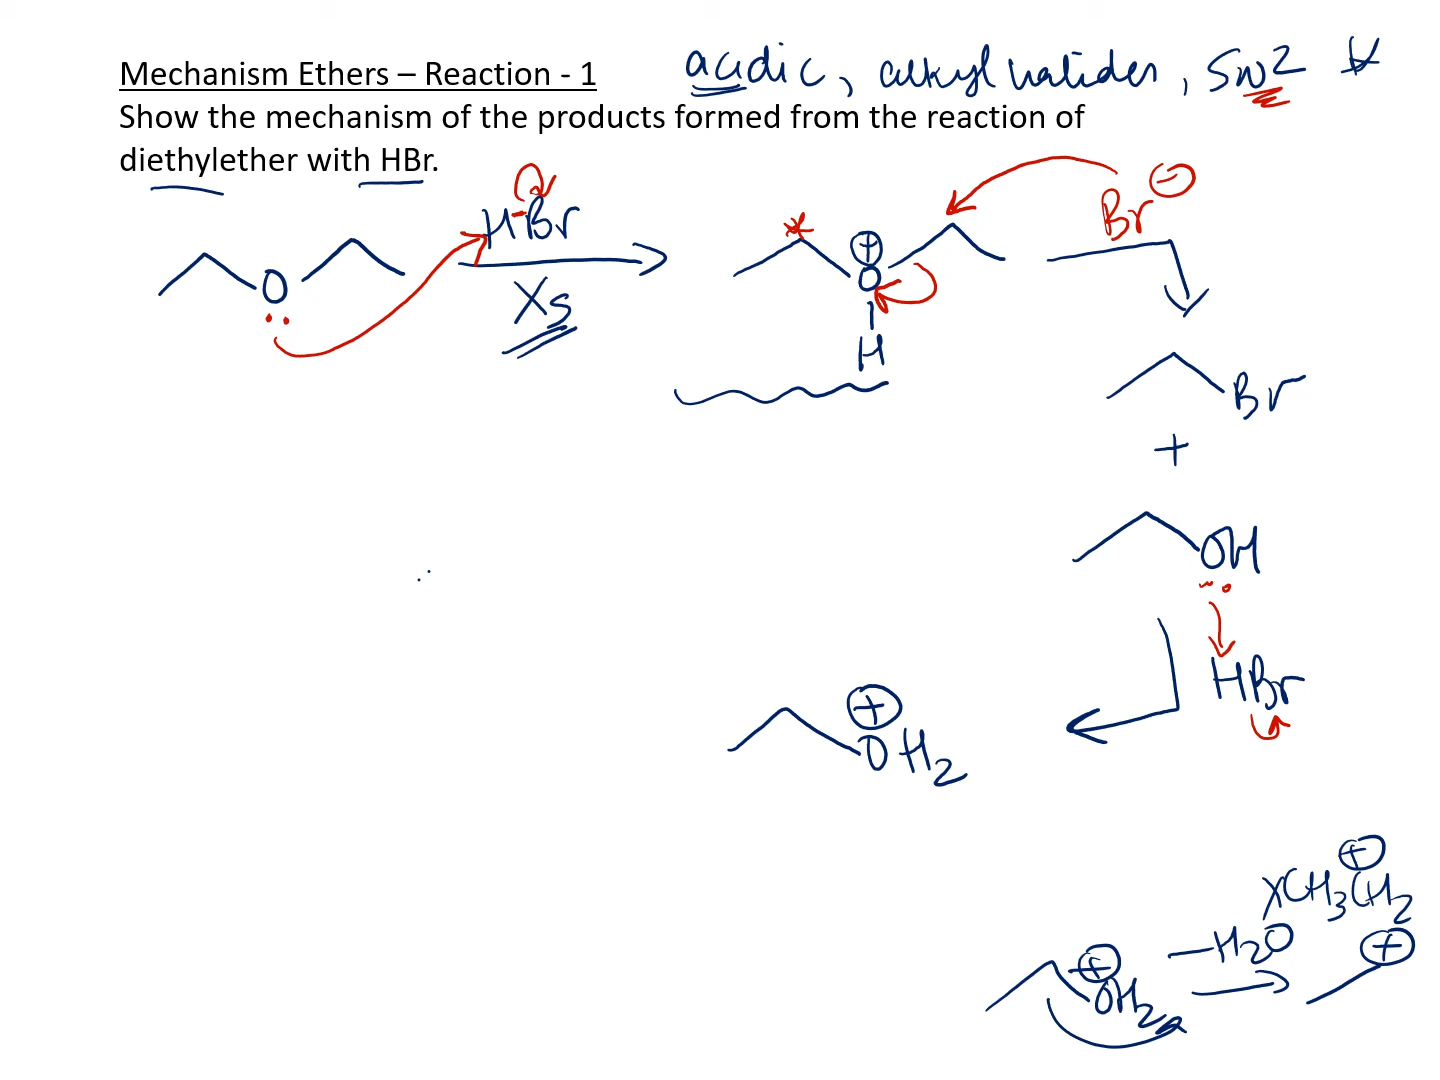 Mechanism Ethers – Reaction - 1
acidic, alkyl halides, SN2
Show the mechanism of the products formed from the reaction of
diethylether with HBr.
H-Br
Br ⊖
O
Xs
⊕
O
H
Br
+
OH
HBr
⊕
OH2
XCH3CH2 ⊕
-H2O
⊕
OH2
⊕